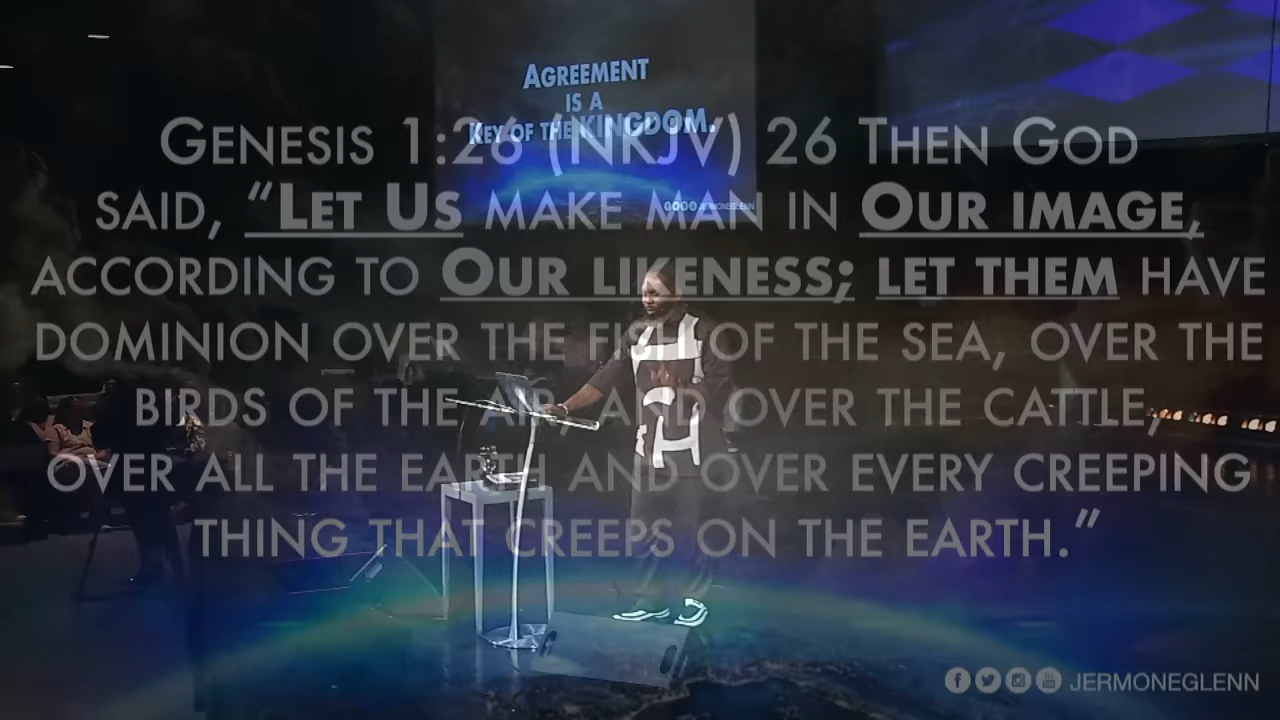 AGREEMENT
IS A
KEY OF THE KINGDOM.
GENESIS 1:26 (NKJV) 26 THEN GOD
SAID, “LET US MAKE MAN IN OUR IMAGE,
ACCORDING TO OUR LIKENESS; LET THEM HAVE
DOMINION OVER THE FISH OF THE SEA, OVER THE
BIRDS OF THE AIR, AND OVER THE CATTLE,
OVER ALL THE EARTH AND OVER EVERY CREEPING
THING THAT CREEPS ON THE EARTH.”
JERMONEGLENN
JERMONEGLENN